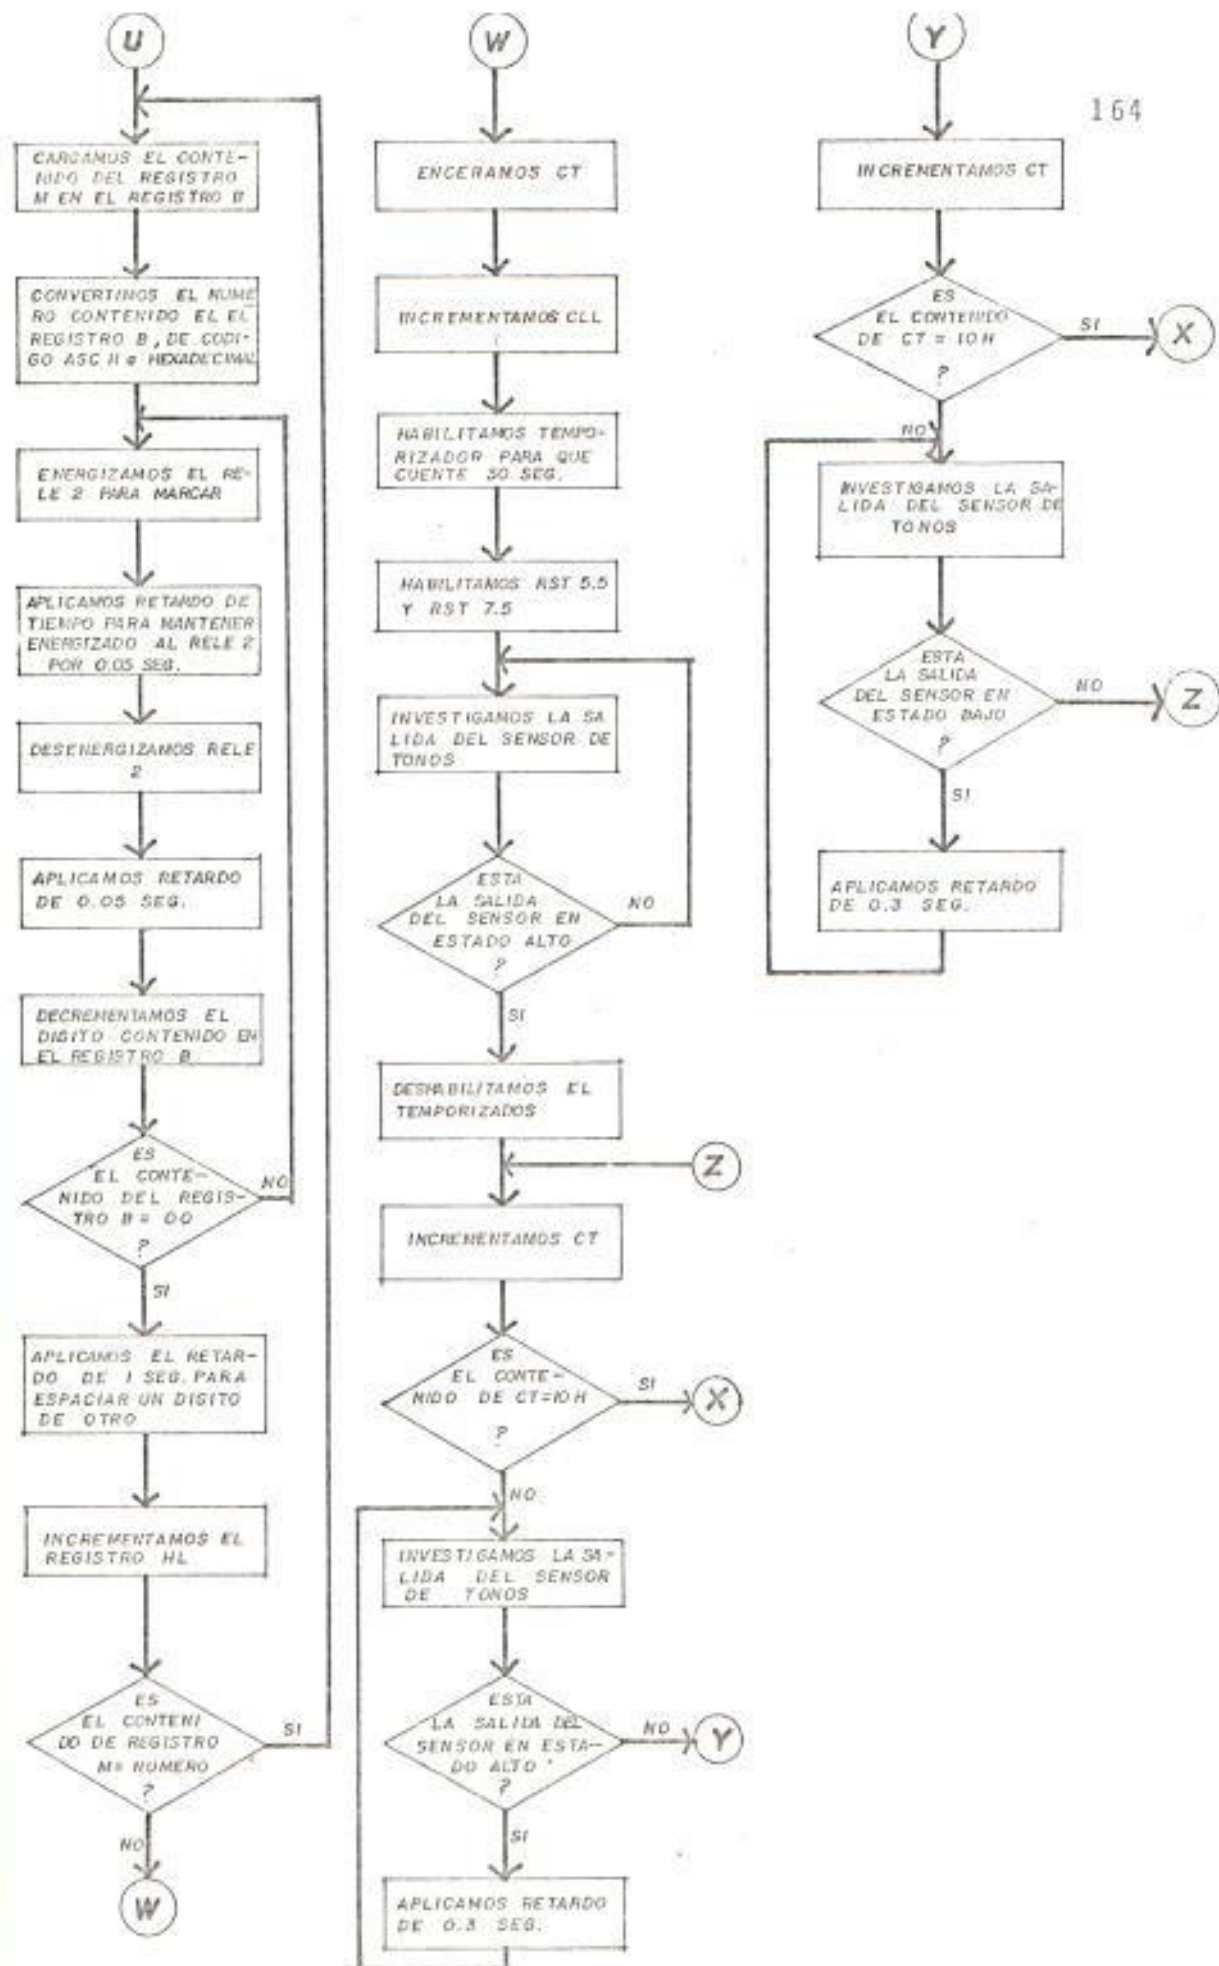 U
CARGAMOS EL CONTE-
NIDO DEL REGISTRO
M EN EL REGISTRO B
CONVERTIMOS EL NUME
RO CONTENIDO EL EL
REGISTRO B, DE CODI-
GO ASC II a HEXADECIMAL
ENERGIZAMOS EL RE-
LE 2 PARA MARCAR
APLICAMOS RETARDO DE
TIEMPO PARA MANTENER
ENERGIZADO AL RELE 2
POR 0.05 SEG.
DESENERGIZAMOS RELE
2
APLICAMOS RETARDO
DE 0.05 SEG.
DECREMENTAMOS EL
DIGITO CONTENIDO EN
EL REGISTRO B
ES
EL CONTE-
NIDO DEL REGIS-
TRO B = 00
?
NO
SI
APLICAMOS EL RETAR-
DO DE 1 SEG. PARA
ESPACIAR UN DIGITO
DE OTRO
INCREMENTAMOS EL
REGISTRO HL
ES
EL CONTENI
DO DE REGISTRO
M= NUMERO
?
SI
NO
W
W
ENCERAMOS CT
INCREMENTAMOS CLL
HABILITAMOS TEMPO-
RIZADOR PARA QUE
CUENTE 30 SEG.
HABILITAMOS RST 5.5
Y RST 7.5
INVESTIGAMOS LA SA
LIDA DEL SENSOR DE
TONOS
ESTA
LA SALIDA
DEL SENSOR EN
ESTADO ALTO
?
NO
SI
DESHABILITAMOS EL
TEMPORIZADOS
Z
INCREMENTAMOS CT
ES
EL CONTE-
NIDO DE CT=10H
?
SI
X
NO
INVESTIGAMOS LA SA-
LIDA DEL SENSOR
DE TONOS
ESTA
LA SALIDA DEL
SENSOR EN ESTA-
DO ALTO
?
NO
Y
SI
APLICAMOS RETARDO
DE 0.3 SEG.
Y
164
INCREMENTAMOS CT
ES
EL CONTENIDO
DE CT = 10H
?
SI
X
NO
INVESTIGAMOS LA SA-
LIDA DEL SENSOR DE
TONOS
ESTA
LA SALIDA
DEL SENSOR EN
ESTADO BAJO
?
NO
Z
SI
APLICAMOS RETARDO
DE 0.3 SEG.